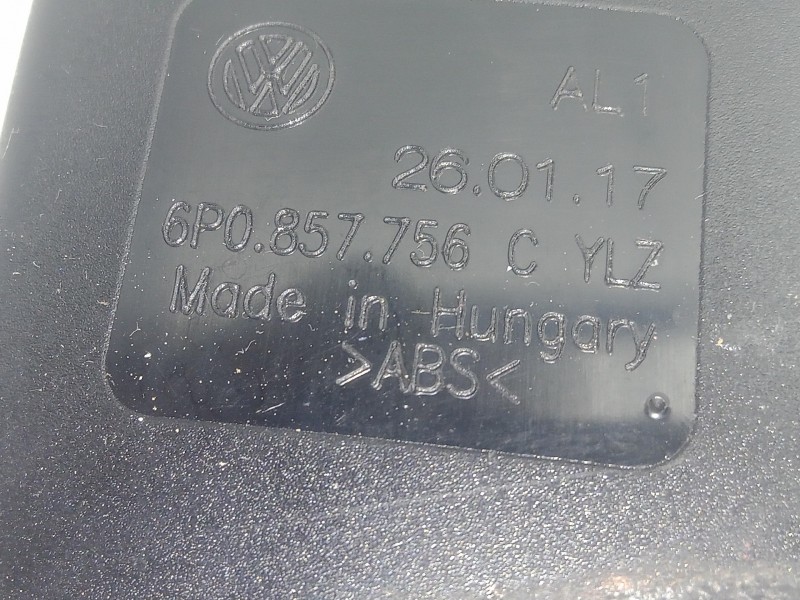 AL1
26.01.17
6P0.857.756 C YLZ
Made in Hungary
>ABS<